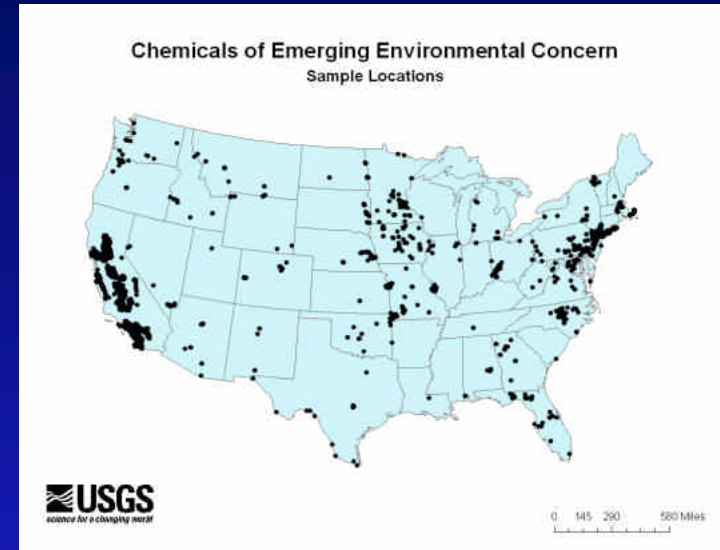 Chemicals of Emerging Environmental Concern
Sample Locations
USGS
science for a changing world
0 145 290 580 Miles